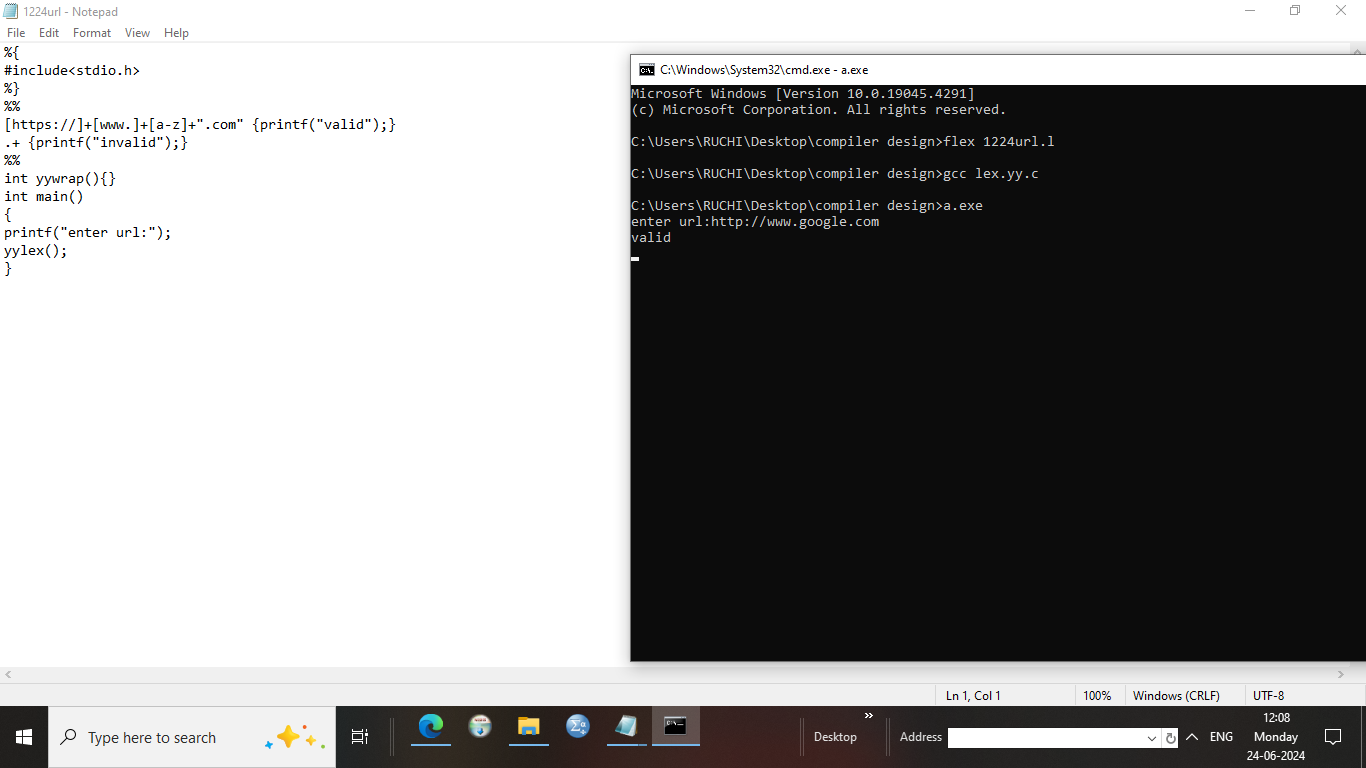 1224url - Notepad
File Edit Format View Help
%{
#include<stdio.h>
%}
%%
[https://]+[www.]+[a-z]+".com" {printf("valid");}
.+ {printf("invalid");}
%%
int yywrap(){}
int main()
{
printf("enter url:");
yylex();
}
C:\Windows\System32\cmd.exe - a.exe
Microsoft Windows [Version 10.0.19045.4291]
(c) Microsoft Corporation. All rights reserved.
C:\Users\RUCHI\Desktop\compiler design>flex 1224url.l
C:\Users\RUCHI\Desktop\compiler design>gcc lex.yy.c
C:\Users\RUCHI\Desktop\compiler design>a.exe
enter url:http://www.google.com
valid
Ln 1, Col 1 100% Windows (CRLF) UTF-8
Type here to search
Desktop
Address
ENG
12:08
Monday
24-06-2024